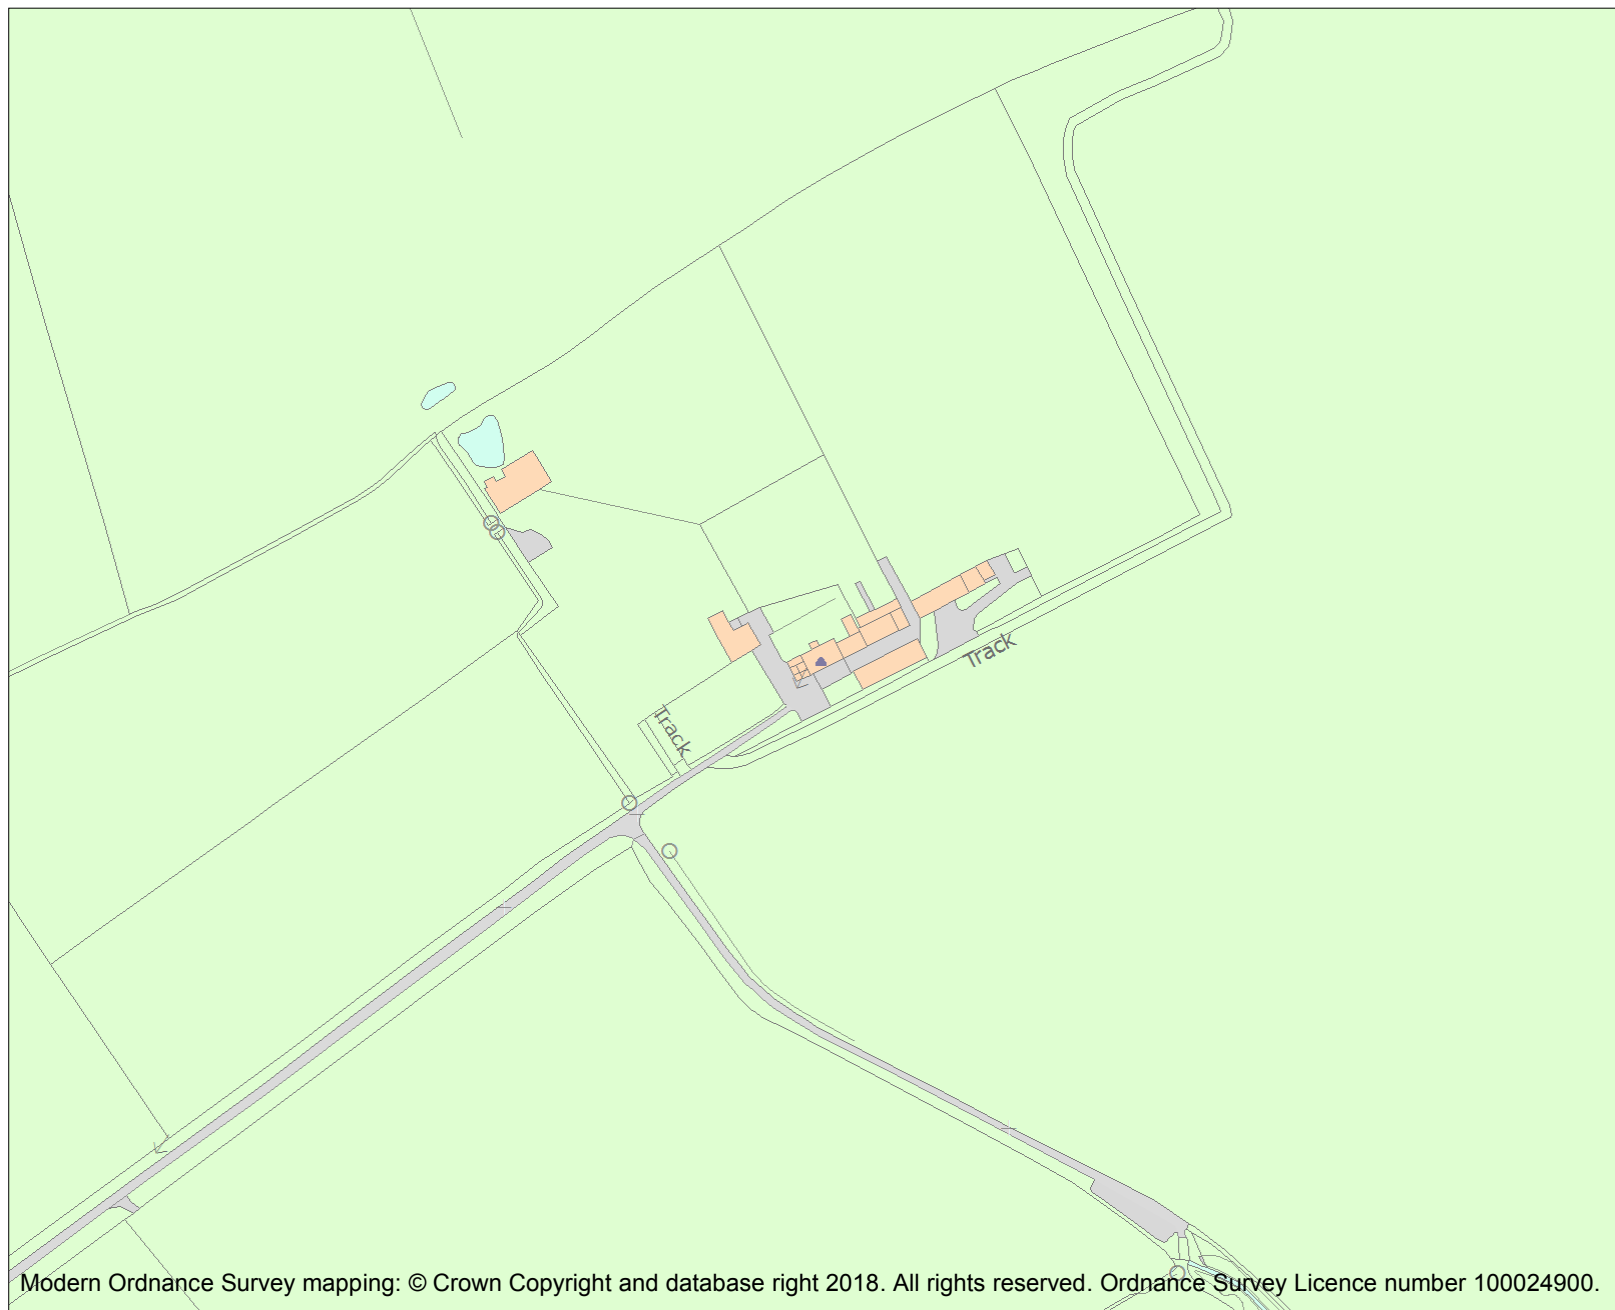 Track
Track
Modern Ordnance Survey mapping: © Crown Copyright and database right 2018. All rights reserved. Ordnance Survey Licence number 100024900.